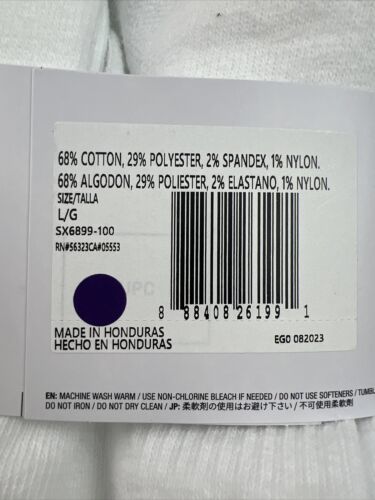 68% COTTON, 29% POLYESTER, 2% SPANDEX, 1% NYLON.
68% ALGODON, 29% POLIESTER, 2% ELASTANO, 1% NYLON.
SIZE/TALLA
L/G
SX6899-100
RN#56323CA#05553
8 88408 26199 1
MADE IN HONDURAS
HECHO EN HONDURAS
EG0 082023
EN: MACHINE WASH WARM / USE NON-CHLORINE BLEACH IF NEEDED / DO NOT USE SOFTENERS / TUMBL
DO NOT IRON / DO NOT DRY CLEAN / JP: 柔軟剤の使用はお避け下さい / 不可使用柔軟劑